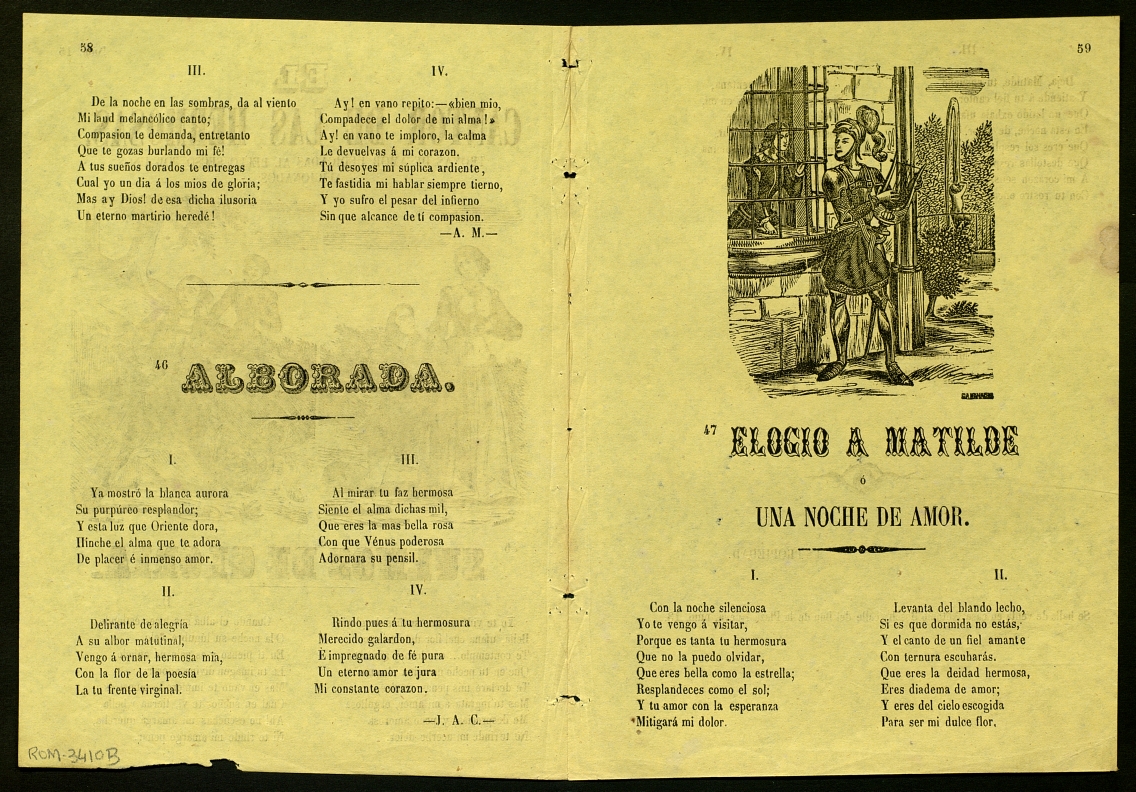 58
III.
De la noche en las sombras, da al viento
Mi laud melancólico canto;
Compasion te demanda, entretanto
Que te gozas burlando mi fé!
A tus sueños dorados te entregas
Cual yo un dia á los mios de gloria;
Mas ay Dios! de esa dicha ilusoria
Un eterno martirio heredé!
IV.
Ay! en vano repito:—«bien mio,
Compadece el dolor de mi alma!»
Ay! en vano te imploro, la calma
Le devuelvas á mi corazon.
Tú desoyes mi súplica ardiente,
Te fastidia mi hablar siempre tierno,
Y yo sufro el pesar del infierno
Sin que alcance de tí compasion.
—A. M.—
46
ALBORADA.
I.
Ya mostró la blanca aurora
Su purpúreo resplandor;
Y esta luz que Oriente dora,
Hinche el alma que te adora
De placer é inmenso amor.
II.
Delirante de alegría
A su albor matutinal,
Vengo á ornar, hermosa mia,
Con la flor de la poesía
La tu frente virginal.
III.
Al mirar tu faz hermosa
Siente el alma dichas mil,
Que eres la mas bella rosa
Con que Vénus poderosa
Adornara su pensil.
IV.
Rindo pues á tu hermosura
Merecido galardon,
E impregnado de fé pura
Un eterno amor te jura
Mi constante corazon.
—J. A. C.—
ROM-3410B
59
47
ELOGIO A MATILDE
ó
UNA NOCHE DE AMOR.
I.
Con la noche silenciosa
Yo te vengo á visitar,
Porque es tanta tu hermosura
Que no la puedo olvidar,
Que eres bella como la estrella;
Resplandeces como el sol;
Y tu amor con la esperanza
Mitigará mi dolor.
II.
Levanta del blando lecho,
Si es que dormida no estás,
Y el canto de un fiel amante
Con ternura escuharás.
Que eres la deidad hermosa,
Eres diadema de amor;
Y eres del cielo escogida
Para ser mi dulce flor,